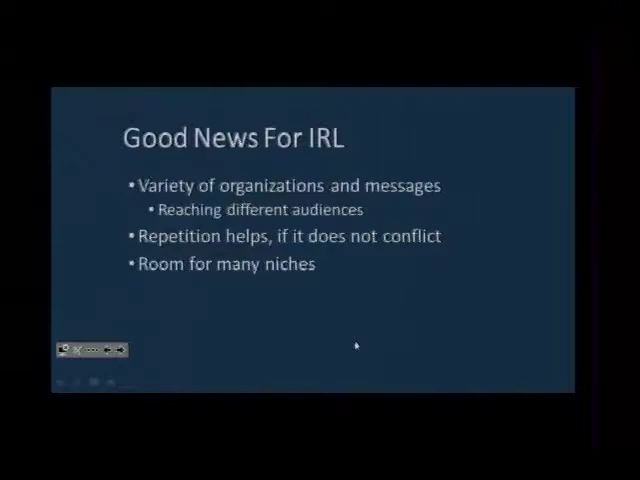 Good News For IRL
• Variety of organizations and messages
• Reaching different audiences
• Repetition helps, if it does not conflict
• Room for many niches